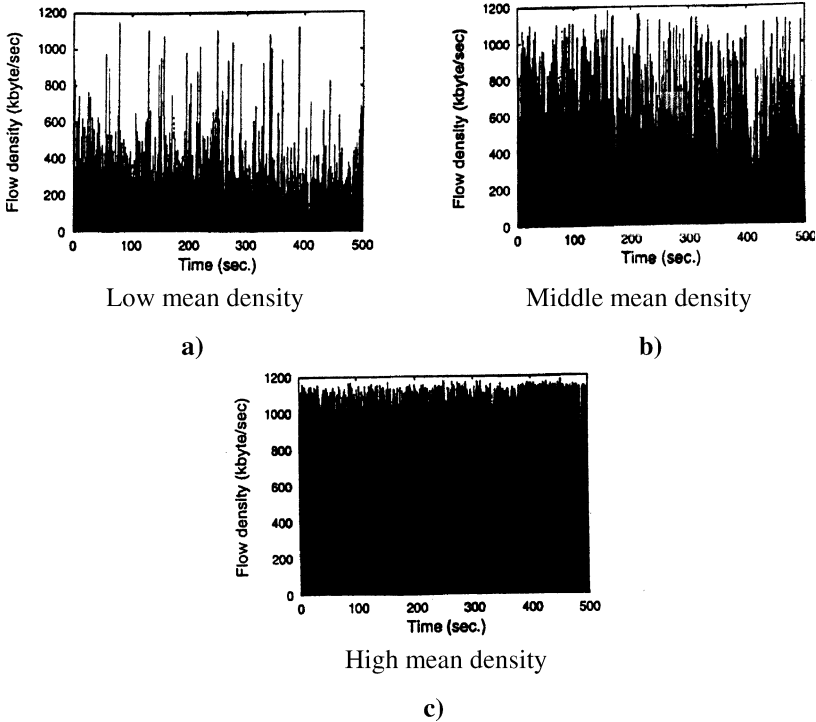 1200
1000
800
600
400
200
0
Flow density (kbyte/sec)
0 100 200 300 400 500
Time (sec.)
Low mean density
a)
1200
1000
800
600
400
200
0
Flow density (kbyte/sec)
0 100 200 300 400 500
Time (sec.)
Middle mean density
b)
1200
1000
800
600
400
200
0
Flow density (kbyte/sec)
0 100 200 300 400 500
Time (sec.)
High mean density
c)